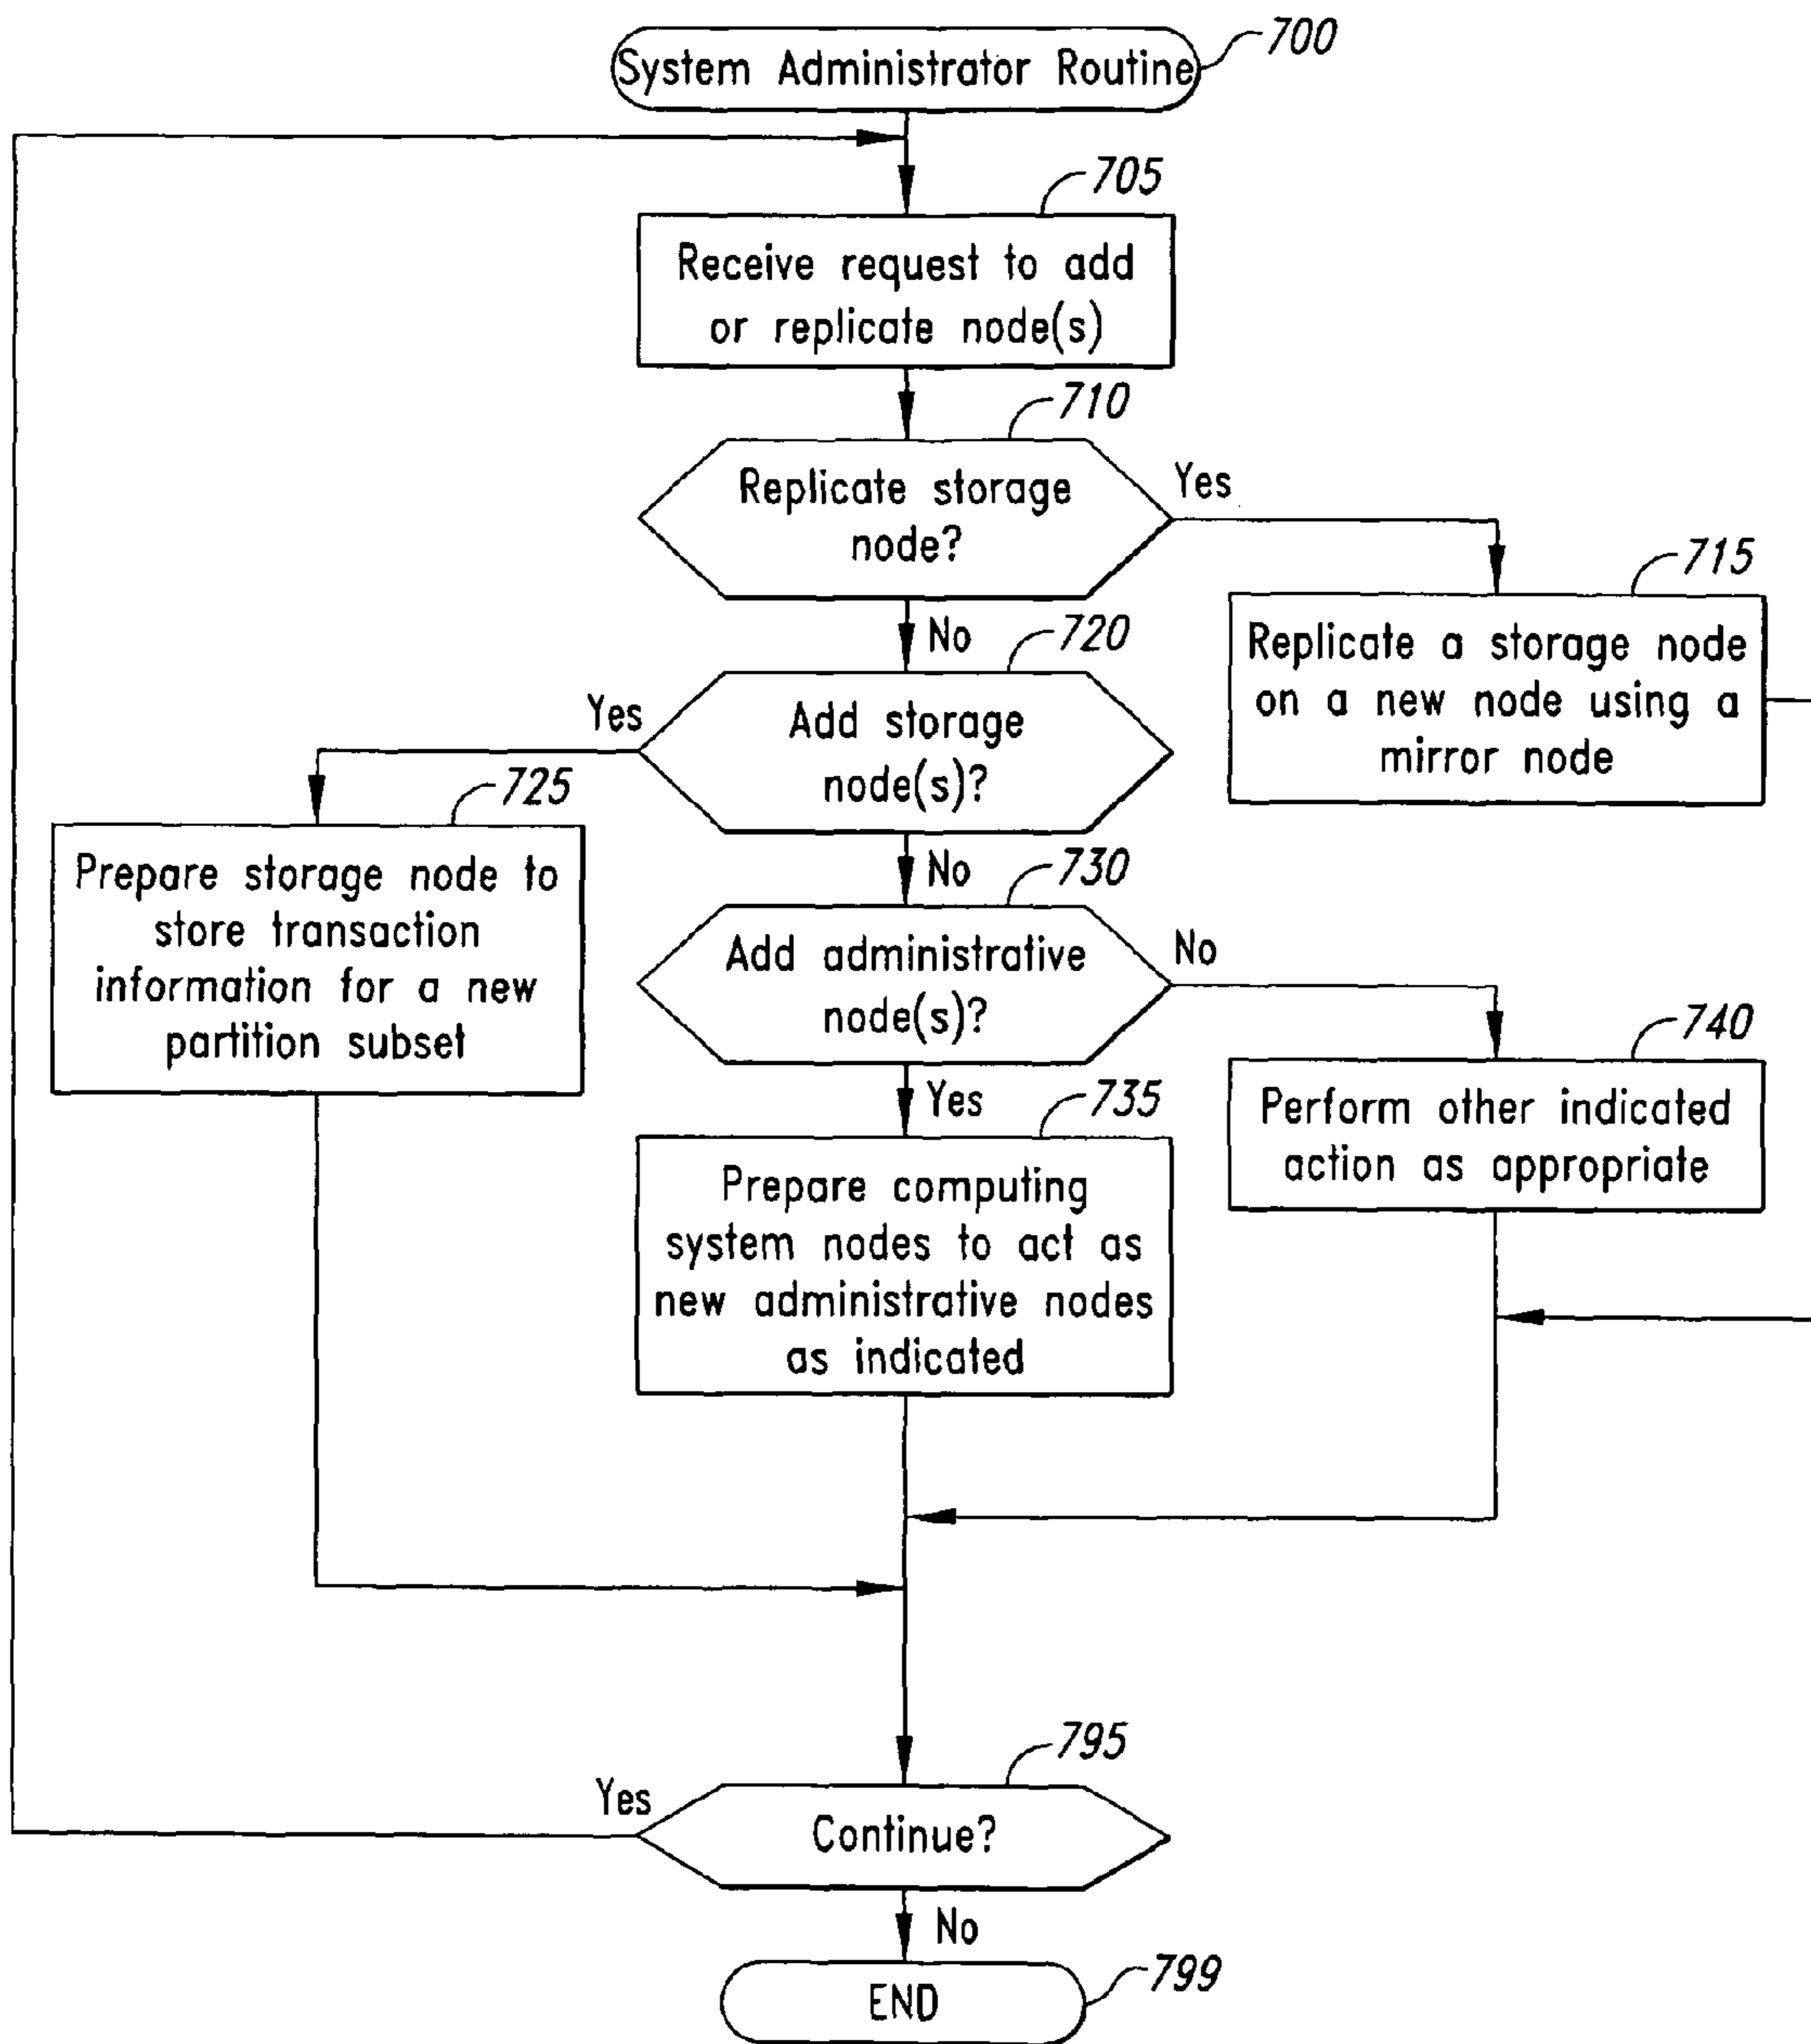 System Administrator Routine
700
705
Receive request to add
or replicate node(s)
710
Replicate storage
node?
Yes
No
715
Replicate a storage node
on a new node using a
mirror node
720
Add storage
node(s)?
Yes
No
725
Prepare storage node to
store transaction
information for a new
partition subset
730
Add administrative
node(s)?
No
Yes
735
Prepare computing
system nodes to act as
new administrative nodes
as indicated
740
Perform other indicated
action as appropriate
795
Continue?
Yes
No
END
799